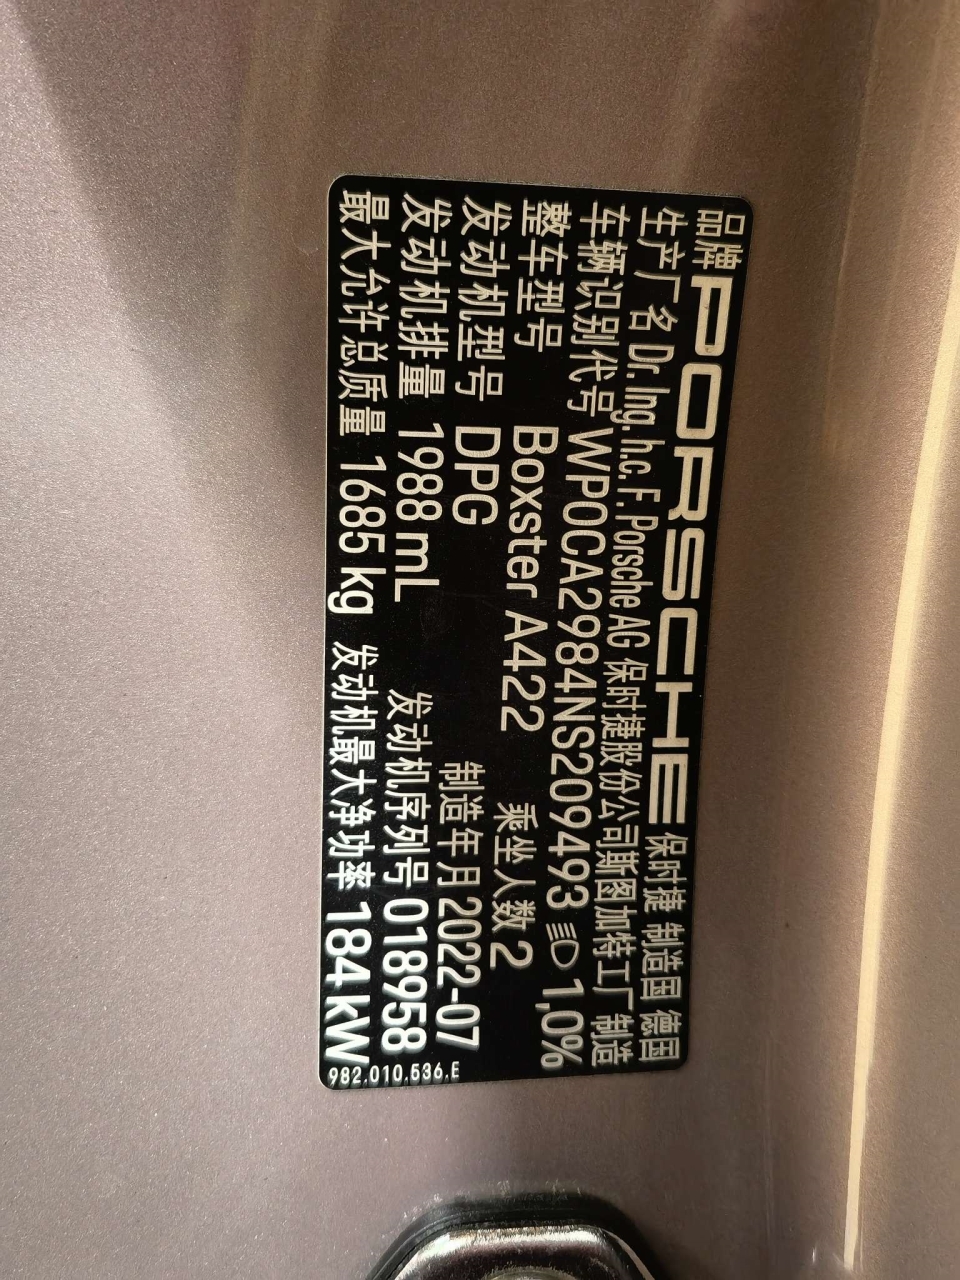 品牌 PORSCHE 保时捷 制造国 德国
生产厂名 Dr. Ing. h.c. F. Porsche AG 保时捷股份公司斯图加特工厂 制造
车辆识别代号 WP0CA2984NS209493 1,0%
整车型号 Boxster A422 乘坐人数 2
发动机型号 DPG 制造年月 2022-07
发动机排量 1988 mL 发动机序列号 018958
最大允许总质量 1685 kg 发动机最大净功率 184 kW
982.010.536.E